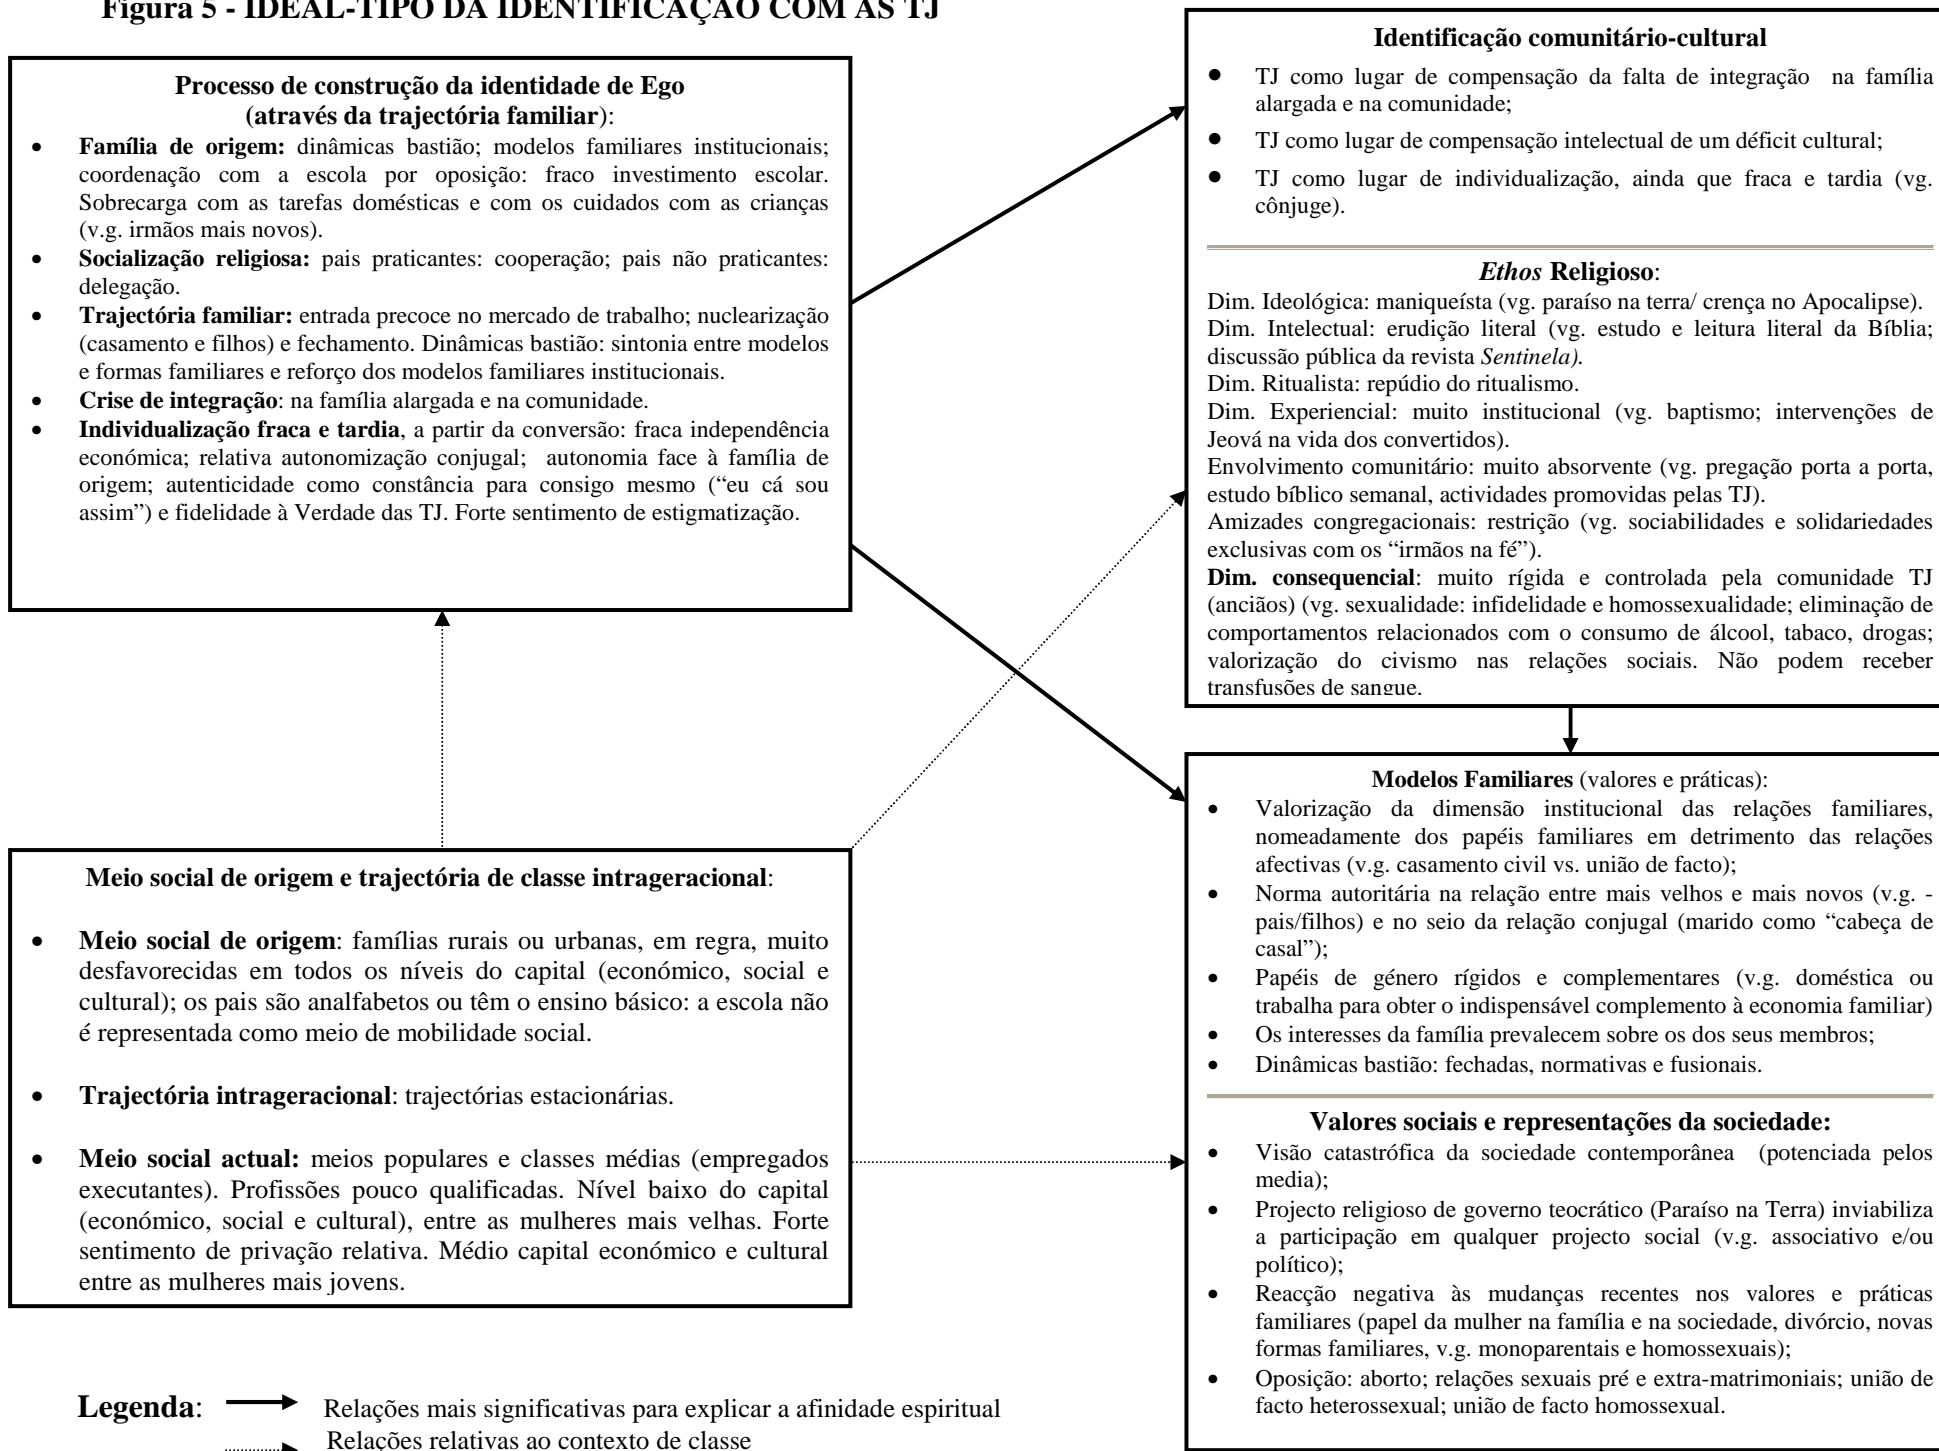 Figura 5 - IDEAL-TIPO DA IDENTIFICAÇÃO COM AS TJ
Processo de construção da identidade de Ego
(através da trajectória familiar):
• Família de origem: dinâmicas bastião; modelos familiares institucionais;
coordenação com a escola por oposição: fraco investimento escolar.
Sobrecarga com as tarefas domésticas e com os cuidados com as crianças
(v.g. irmãos mais novos).
• Socialização religiosa: pais praticantes: cooperação; pais não praticantes:
delegação.
• Trajectória familiar: entrada precoce no mercado de trabalho; nuclearização
(casamento e filhos) e fechamento. Dinâmicas bastião: sintonia entre modelos
e formas familiares e reforço dos modelos familiares institucionais.
• Crise de integração: na família alargada e na comunidade.
• Individualização fraca e tardia, a partir da conversão: fraca independência
económica; relativa autonomização conjugal; autonomia face à família de
origem; autenticidade como constância para consigo mesmo (“eu cá sou
assim”) e fidelidade à Verdade das TJ. Forte sentimento de estigmatização.
Meio social de origem e trajectória de classe intrageracional:
• Meio social de origem: famílias rurais ou urbanas, em regra, muito
desfavorecidas em todos os níveis do capital (económico, social e
cultural); os pais são analfabetos ou têm o ensino básico: a escola não
é representada como meio de mobilidade social.
• Trajectória intrageracional: trajectórias estacionárias.
• Meio social actual: meios populares e classes médias (empregados
executantes). Profissões pouco qualificadas. Nível baixo do capital
(económico, social e cultural), entre as mulheres mais velhas. Forte
sentimento de privação relativa. Médio capital económico e cultural
entre as mulheres mais jovens.
Legenda:
Relações mais significativas para explicar a afinidade espiritual
Relações relativas ao contexto de classe
Identificação comunitário-cultural
• TJ como lugar de compensação da falta de integração na família
alargada e na comunidade;
• TJ como lugar de compensação intelectual de um déficit cultural;
• TJ como lugar de individualização, ainda que fraca e tardia (vg.
cônjuge).
Ethos Religioso:
Dim. Ideológica: maniqueísta (vg. paraíso na terra/ crença no Apocalipse).
Dim. Intelectual: erudição literal (vg. estudo e leitura literal da Bíblia;
discussão pública da revista Sentinela).
Dim. Ritualista: repúdio do ritualismo.
Dim. Experiencial: muito institucional (vg. baptismo; intervenções de
Jeová na vida dos convertidos).
Envolvimento comunitário: muito absorvente (vg. pregação porta a porta,
estudo bíblico semanal, actividades promovidas pelas TJ).
Amizades congregacionais: restrição (vg. sociabilidades e solidariedades
exclusivas com os “irmãos na fé”).
Dim. consequencial: muito rígida e controlada pela comunidade TJ
(anciãos) (vg. sexualidade: infidelidade e homossexualidade; eliminação de
comportamentos relacionados com o consumo de álcool, tabaco, drogas;
valorização do civismo nas relações sociais. Não podem receber
transfusões de sangue.
Modelos Familiares (valores e práticas):
• Valorização da dimensão institucional das relações familiares,
nomeadamente dos papéis familiares em detrimento das relações
afectivas (v.g. casamento civil vs. união de facto);
• Norma autoritária na relação entre mais velhos e mais novos (v.g. -
pais/filhos) e no seio da relação conjugal (marido como “cabeça de
casal”);
• Papéis de género rígidos e complementares (v.g. doméstica ou
trabalha para obter o indispensável complemento à economia familiar)
• Os interesses da família prevalecem sobre os dos seus membros;
• Dinâmicas bastião: fechadas, normativas e fusionais.
Valores sociais e representações da sociedade:
• Visão catastrófica da sociedade contemporânea (potenciada pelos
media);
• Projecto religioso de governo teocrático (Paraíso na Terra) inviabiliza
a participação em qualquer projecto social (v.g. associativo e/ou
político);
• Reacção negativa às mudanças recentes nos valores e práticas
familiares (papel da mulher na família e na sociedade, divórcio, novas
formas familiares, v.g. monoparentais e homossexuais);
• Oposição: aborto; relações sexuais pré e extra-matrimoniais; união de
facto heterossexual; união de facto homossexual.